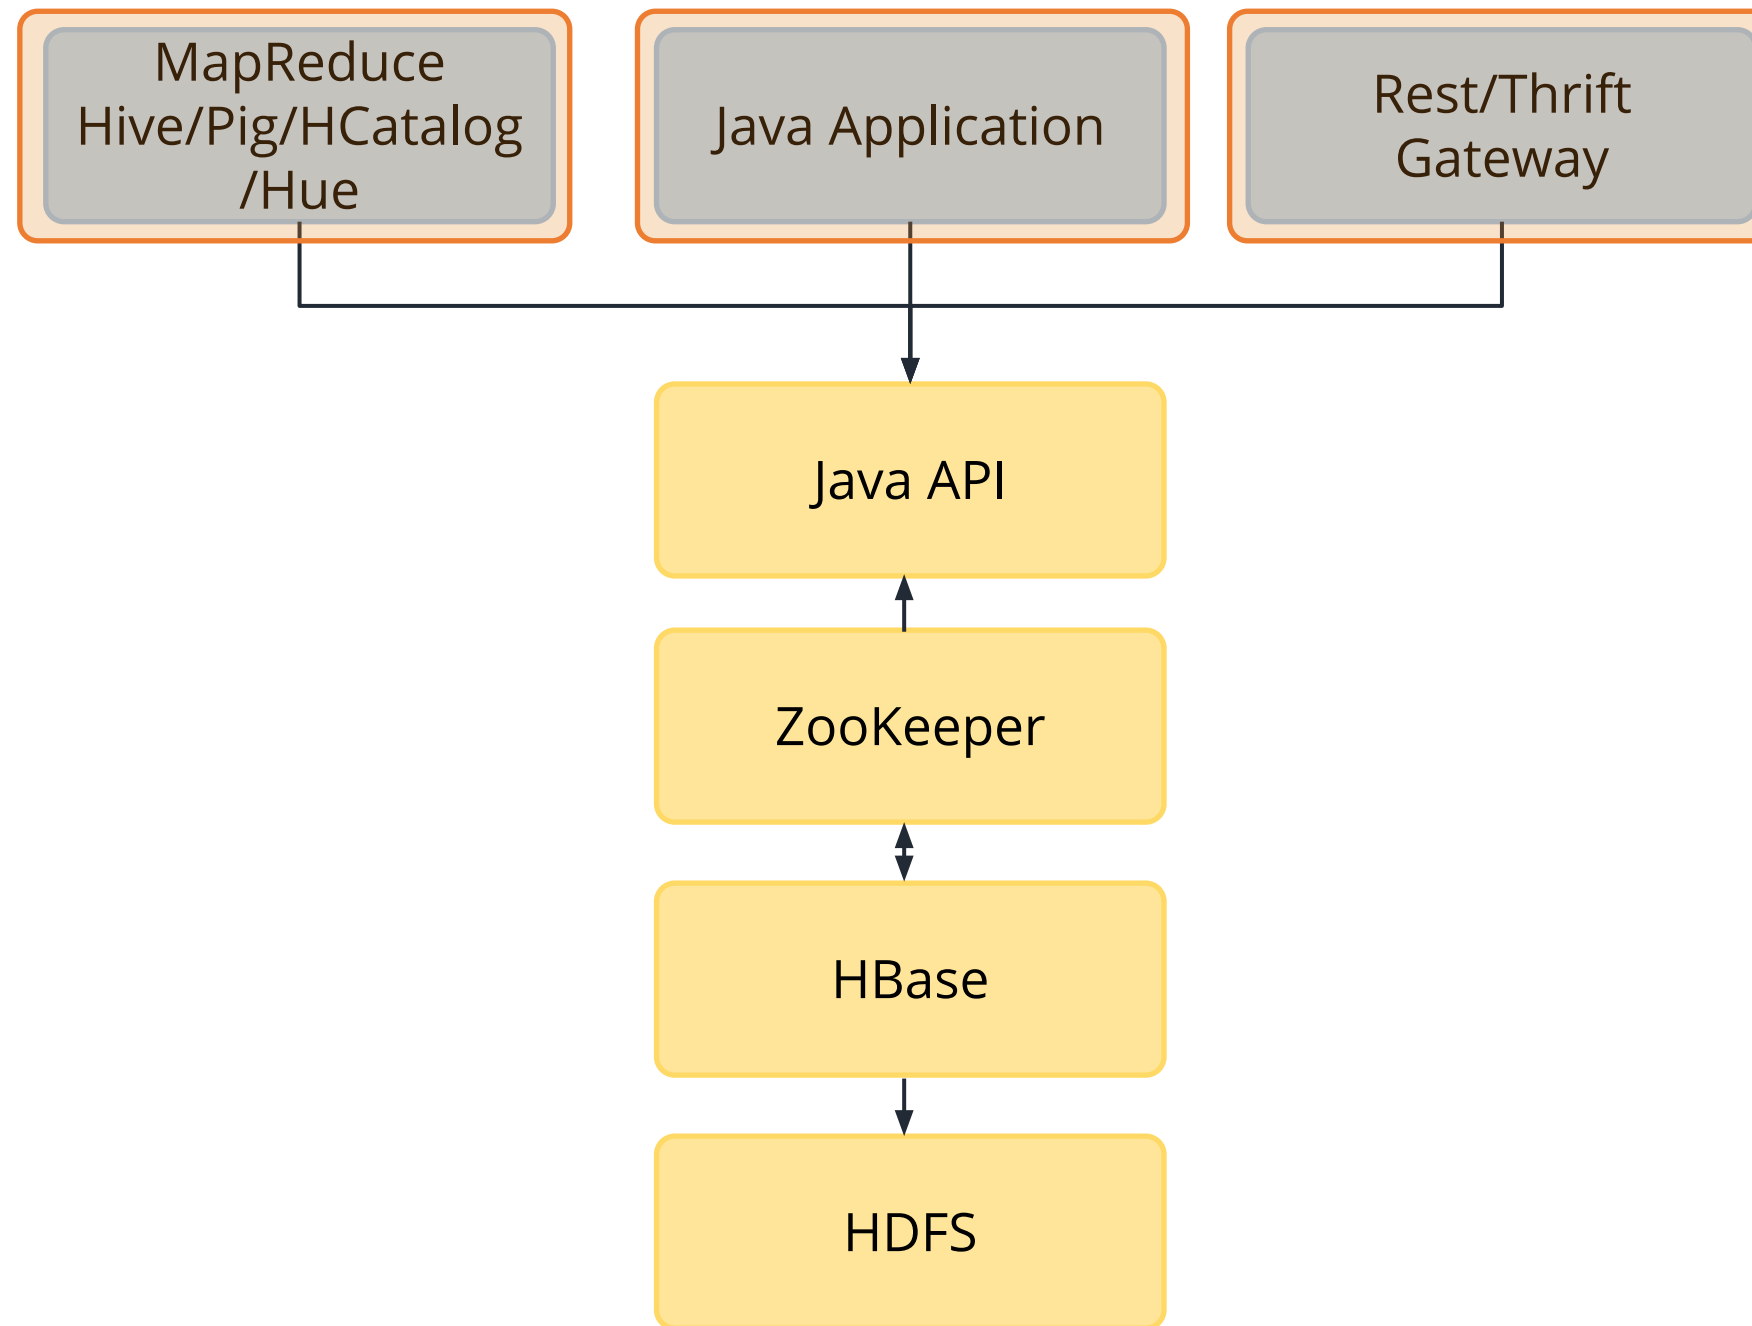 MapReduce
Hive/Pig/HCatalog
/Hue
Java Application
Rest/Thrift
Gateway
Java API
ZooKeeper
HBase
HDFS